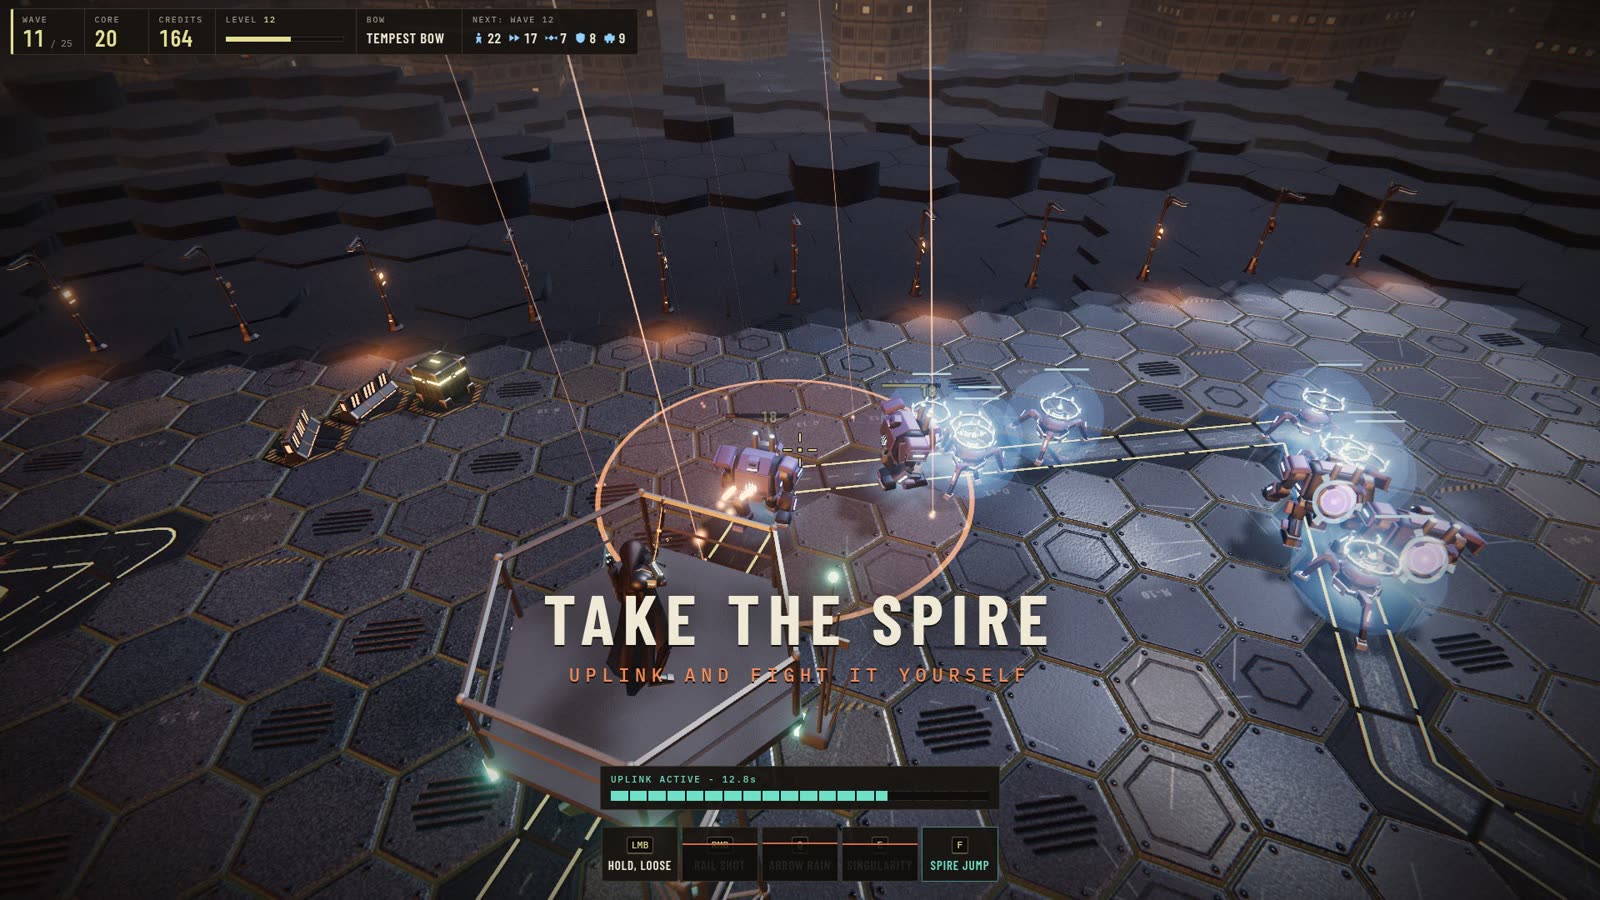 WAVE
11 / 25
CORE
20
CREDITS
164
LEVEL 12
BOW
TEMPEST BOW
NEXT: WAVE 12
22 17 7 8 9
18
TAKE THE SPIRE
UPLINK AND FIGHT IT YOURSELF
UPLINK ACTIVE - 12.8s
LMB
HOLD, LOOSE
RMB
RAIL SHOT
ARROW RAIN
E
SINGULARITY
F
SPIRE JUMP
R-10